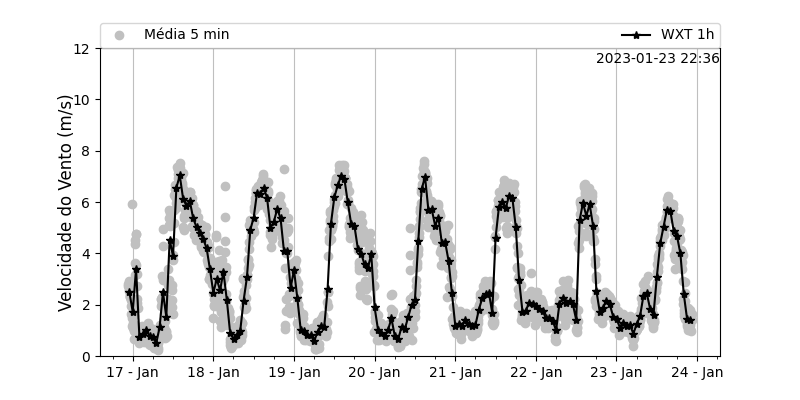 Média 5 min
WXT 1h
2023-01-23 22:36
Velocidade do Vento (m/s)
12
10
8
6
4
2
0
17 - Jan
18 - Jan
19 - Jan
20 - Jan
21 - Jan
22 - Jan
23 - Jan
24 - Jan